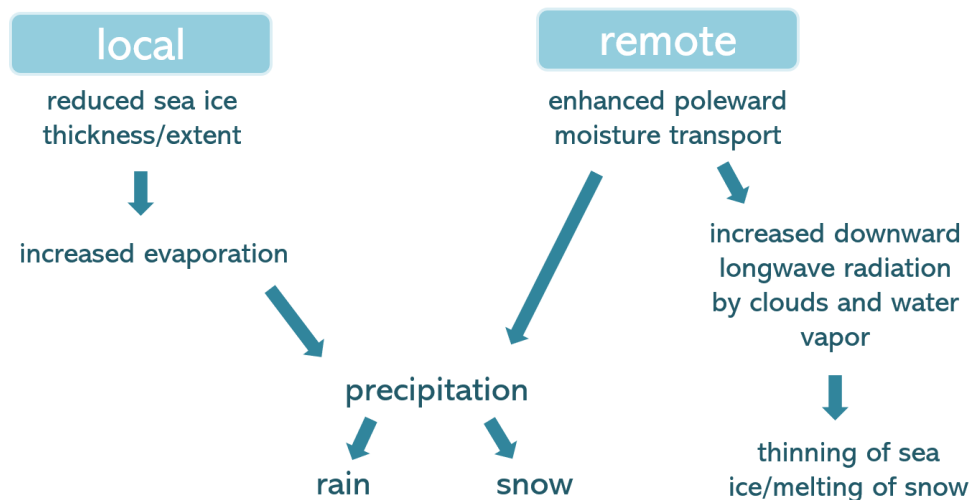 local
reduced sea ice
thickness/extent
increased evaporation
remote
enhanced poleward
moisture transport
increased downward
longwave radiation
by clouds and water
vapor
precipitation
rain
snow
thinning of sea
ice/melting of snow